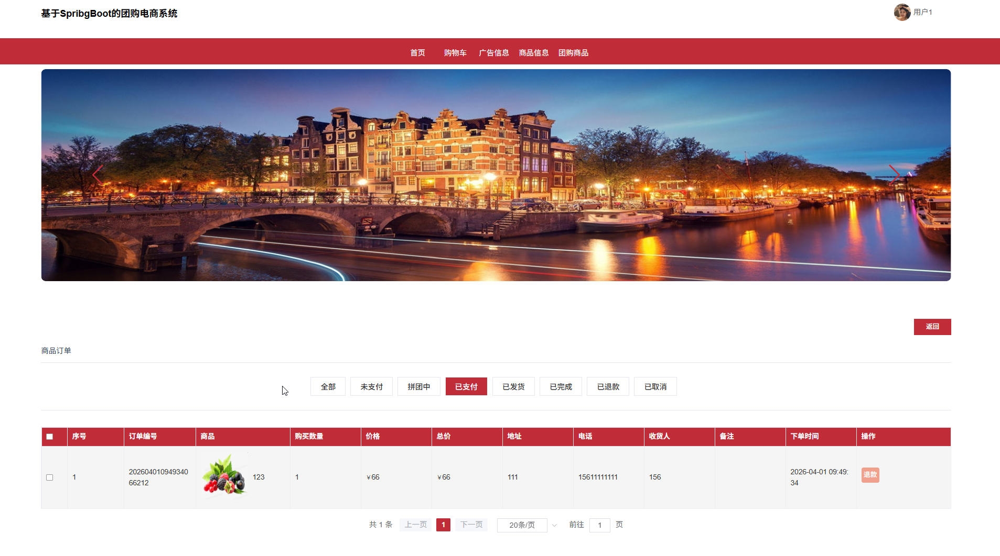 基于SpribgBoot的团购电商系统
用户1
首页 购物车 广告信息 商品信息 团购商品
返回
商品订单
全部 未支付 拼团中 已支付 已发货 已完成 已退款 已取消
序号 订单编号 商品 购买数量 价格 总价 地址 电话 收货人 备注 下单时间 操作
1 202604010949340 123 1 ￥66 ￥66 111 15611111111 156 2026-04-01 09:49: 退款
66212 34
共 1 条 上一页 1 下一页 20条/页 前往 1 页